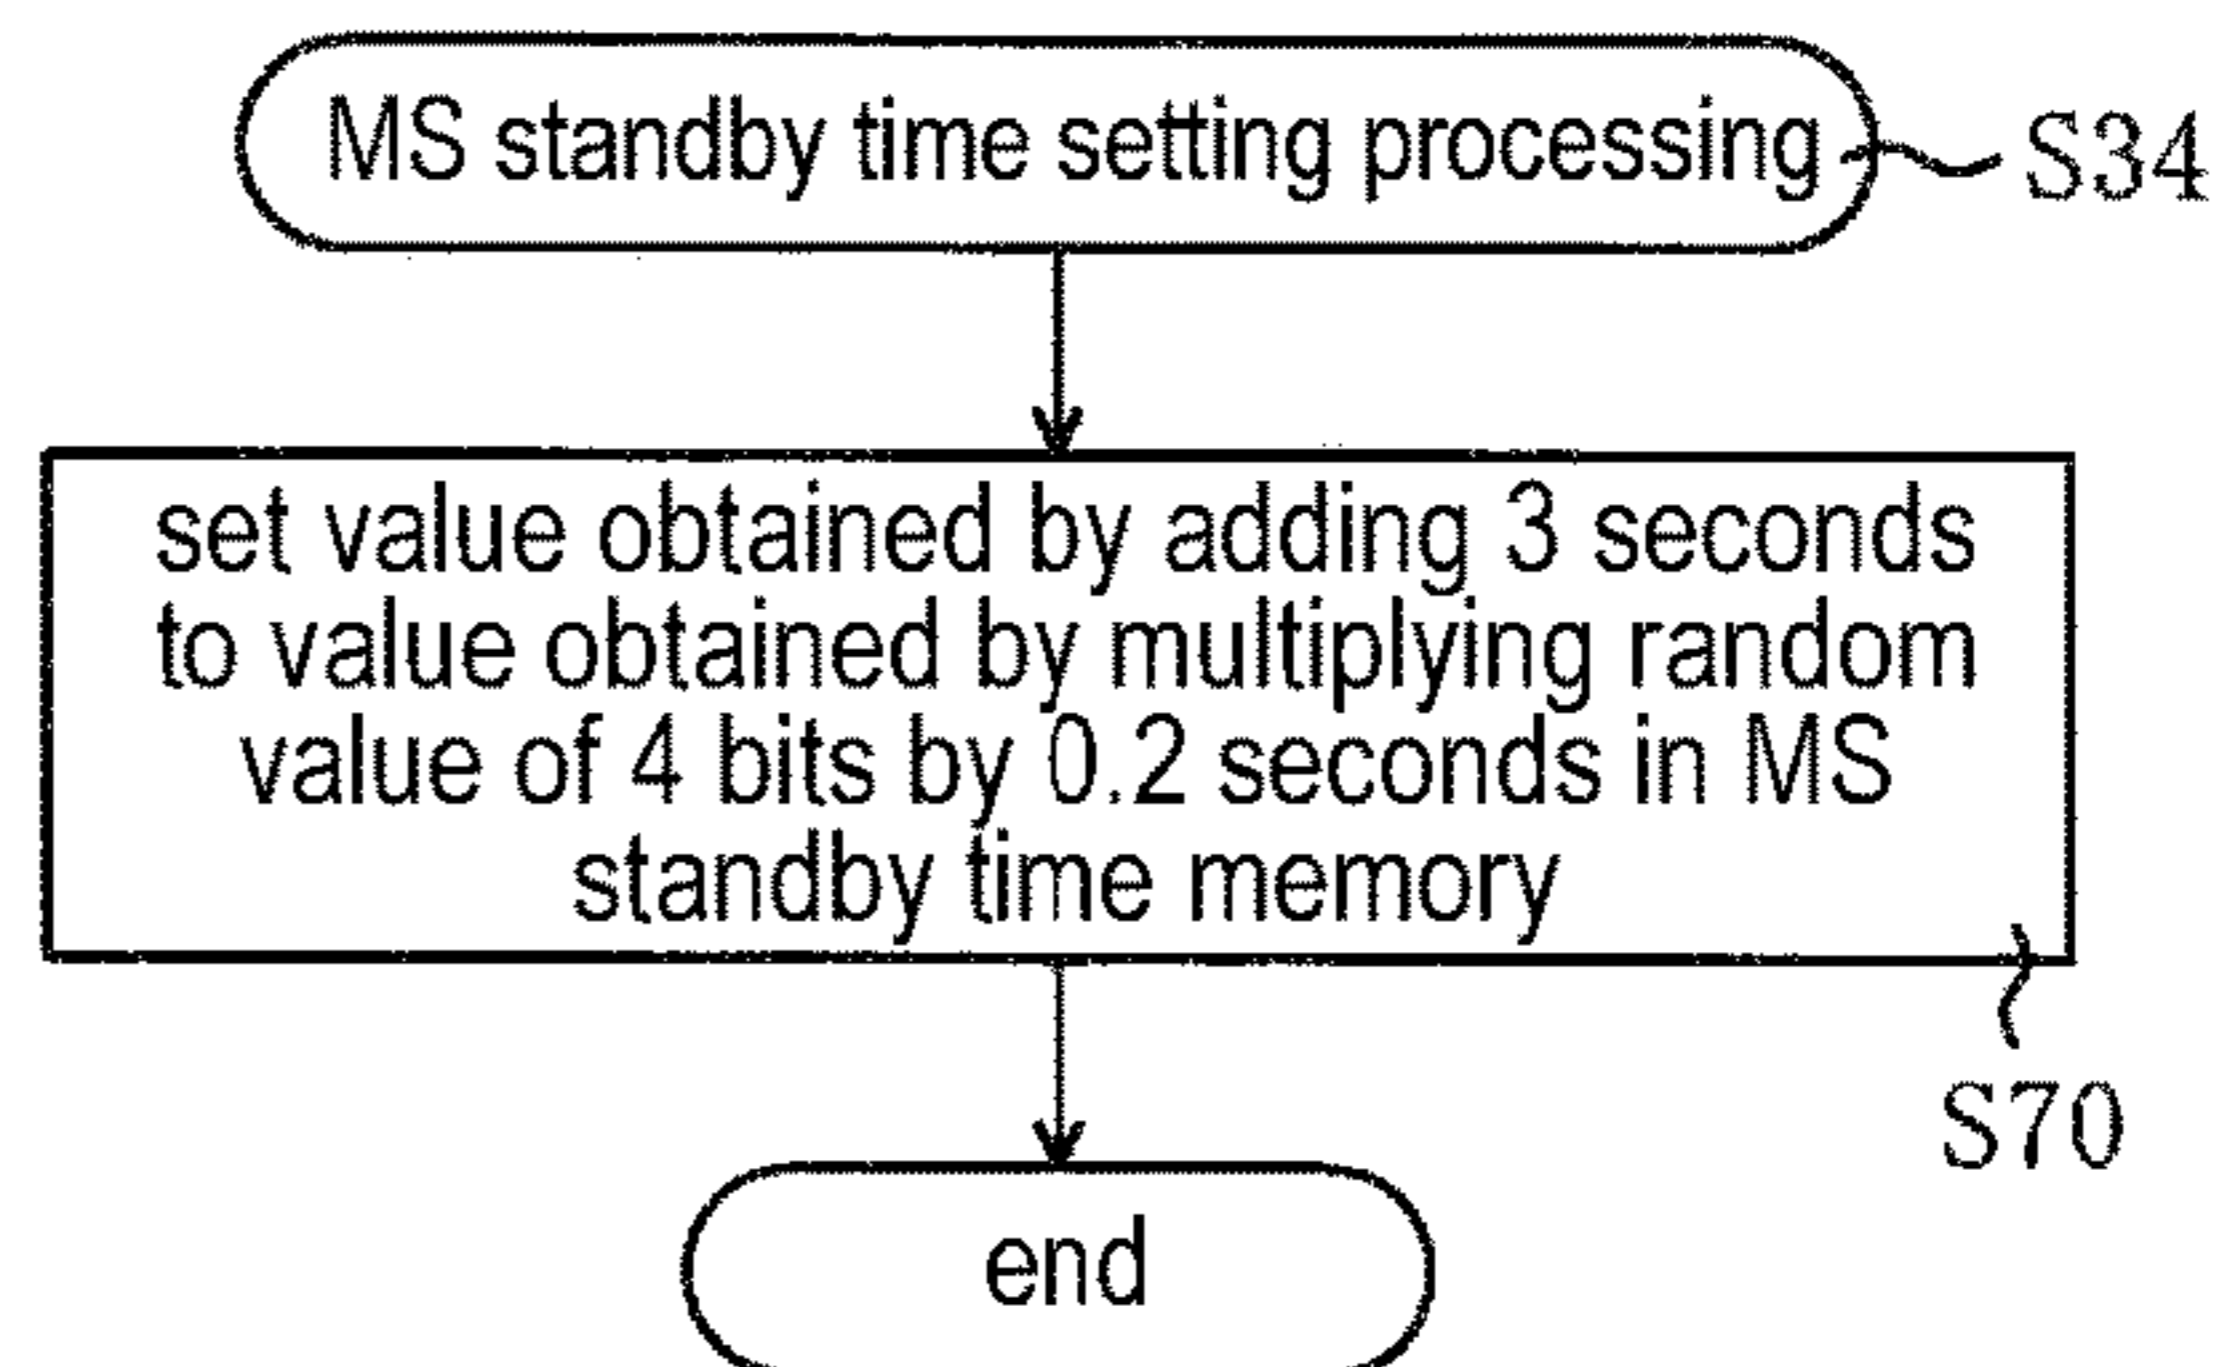 MS standby time setting processing
S34
set value obtained by adding 3 seconds
to value obtained by multiplying random
value of 4 bits by 0.2 seconds in MS
standby time memory
S70
end